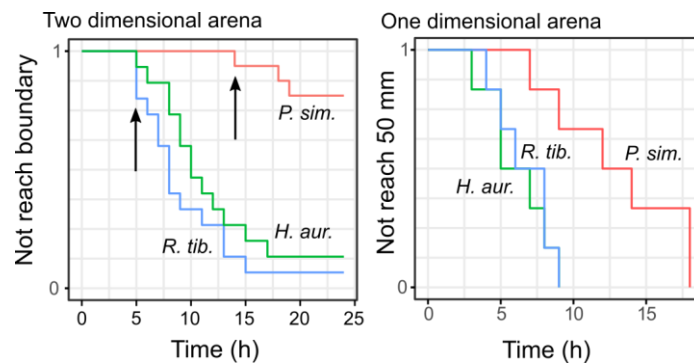 Two dimensional arena
Not reach boundary
1
0
P. sim.
H. aur.
R. tib.
0 5 10 15 20 25
Time (h)
One dimensional arena
Not reach 50 mm
1
0
R. tib.
P. sim.
H. aur.
0 5 10 15
Time (h)